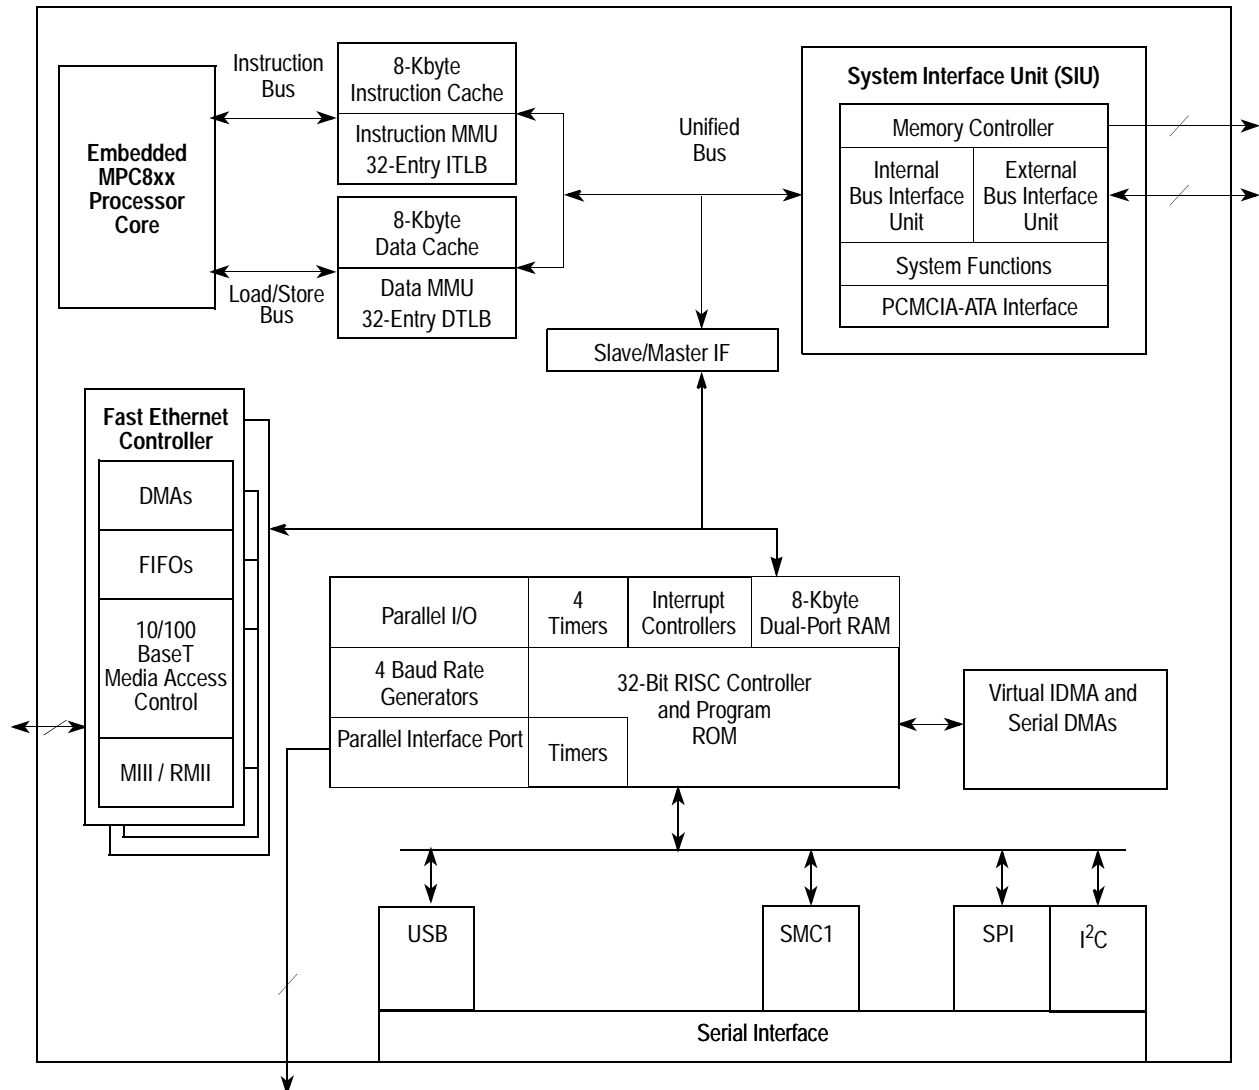 Embedded
MPC8xx
Processor
Core
Instruction
Bus
8-Kbyte
Instruction Cache
Instruction MMU
32-Entry ITLB
8-Kbyte
Data Cache
Data MMU
32-Entry DTLB
Load/Store
Bus
Unified
Bus
System Interface Unit (SIU)
Memory Controller
Internal
Bus Interface
Unit
External
Bus Interface
Unit
System Functions
PCMCIA-ATA Interface
Slave/Master IF
Fast Ethernet
Controller
DMAs
FIFOs
10/100
BaseT
Media Access
Control
MIII / RMII
Parallel I/O
4
Timers
Interrupt
Controllers
8-Kbyte
Dual-Port RAM
4 Baud Rate
Generators
32-Bit RISC Controller
and Program
ROM
Parallel Interface Port
Timers
Virtual IDMA and
Serial DMAs
USB
SMC1
SPI
I²C
Serial Interface